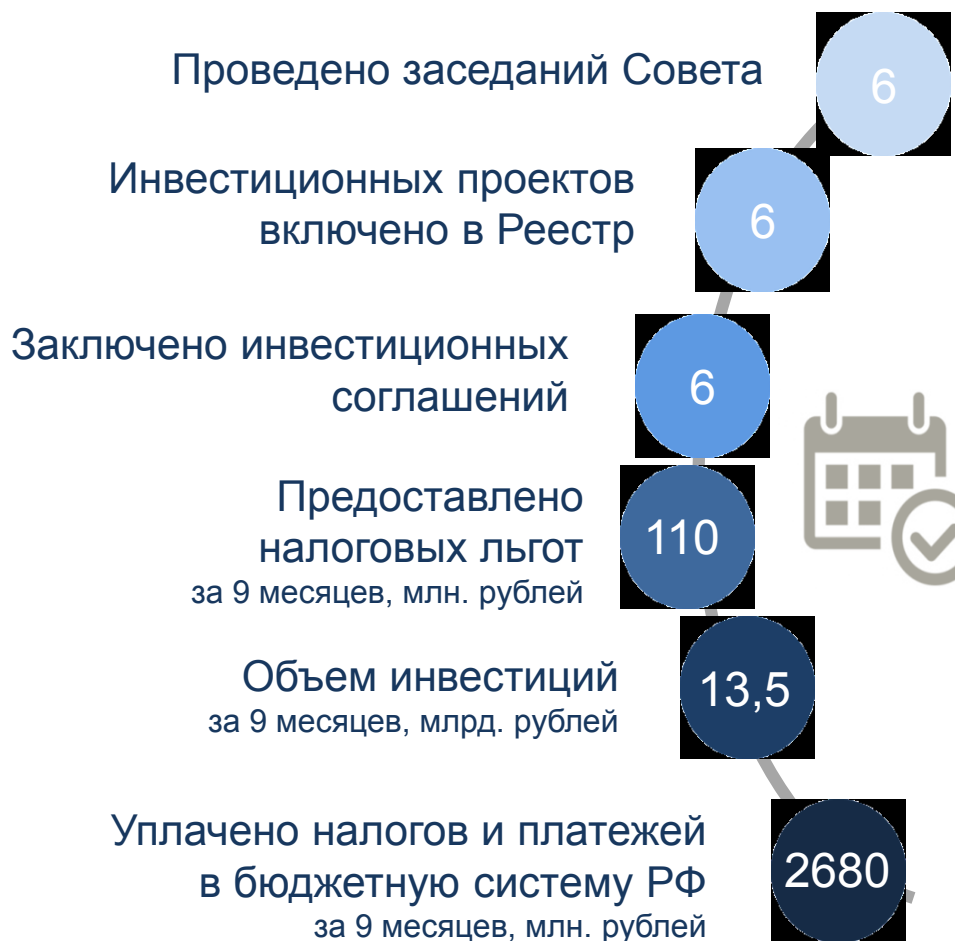 Проведено заседаний Совета
6
Инвестиционных проектов
включено в Реестр
6
Заключено инвестиционных
соглашений
6
Предоставлено
налоговых льгот
за 9 месяцев, млн. рублей
110
Объем инвестиций
за 9 месяцев, млрд. рублей
13,5
Уплачено налогов и платежей
в бюджетную систему РФ
за 9 месяцев, млн. рублей
2680